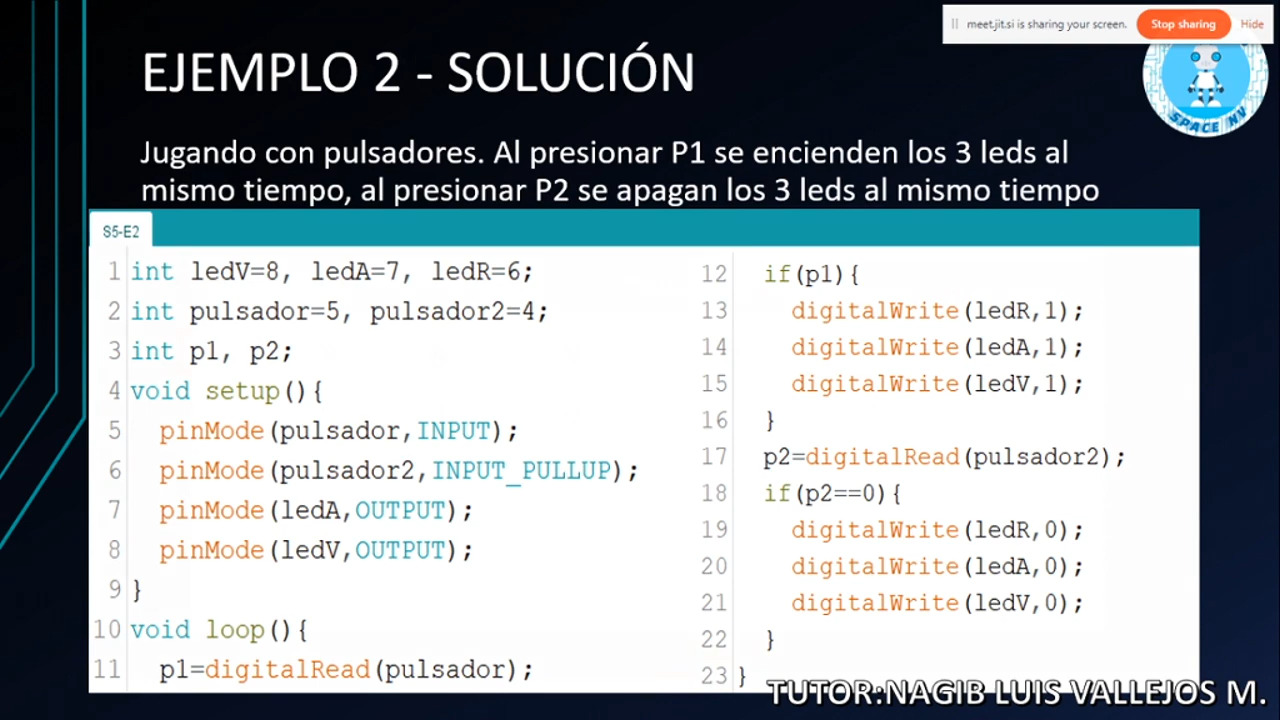 meet.jit.si is sharing your screen. Stop sharing Hide
EJEMPLO 2 - SOLUCIÓN
SPACE NV
Jugando con pulsadores. Al presionar P1 se encienden los 3 leds al
mismo tiempo, al presionar P2 se apagan los 3 leds al mismo tiempo
S5-E2
1 int ledV=8, ledA=7, ledR=6;
2 int pulsador=5, pulsador2=4;
3 int p1, p2;
4 void setup(){
5 pinMode(pulsador,INPUT);
6 pinMode(pulsador2,INPUT_PULLUP);
7 pinMode(ledA,OUTPUT);
8 pinMode(ledV,OUTPUT);
9 }
10 void loop(){
11 p1=digitalRead(pulsador);
12 if(p1){
13 digitalWrite(ledR,1);
14 digitalWrite(ledA,1);
15 digitalWrite(ledV,1);
16 }
17 p2=digitalRead(pulsador2);
18 if(p2==0){
19 digitalWrite(ledR,0);
20 digitalWrite(ledA,0);
21 digitalWrite(ledV,0);
22 }
23 }
TUTOR:NAGIB LUIS VALLEJOS M.